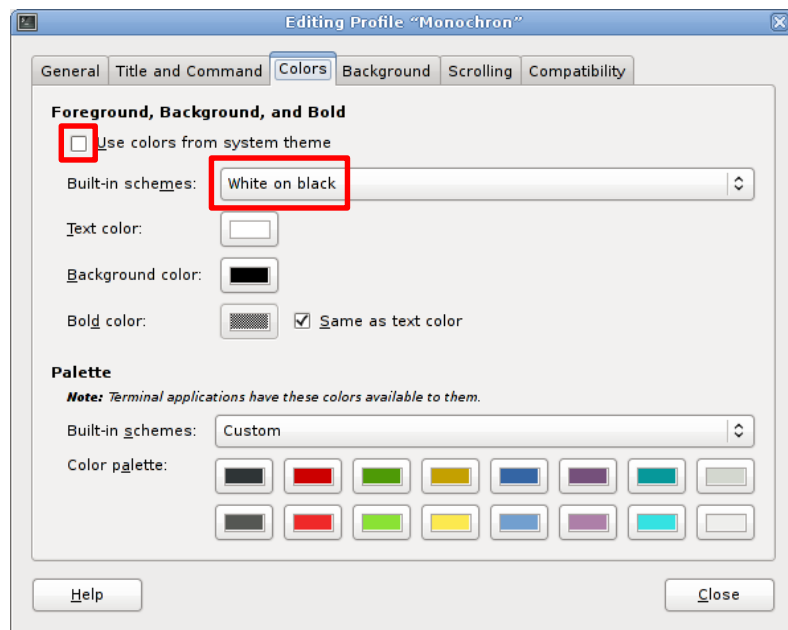 Editing Profile “Monochron”
General Title and Command Colors Background Scrolling Compatibility
Foreground, Background, and Bold
Use colors from system theme
Built-in schemes: White on black
Text color:
Background color:
Bold color: Same as text color
Palette
Note: Terminal applications have these colors available to them.
Built-in schemes: Custom
Color palette:
Help Close